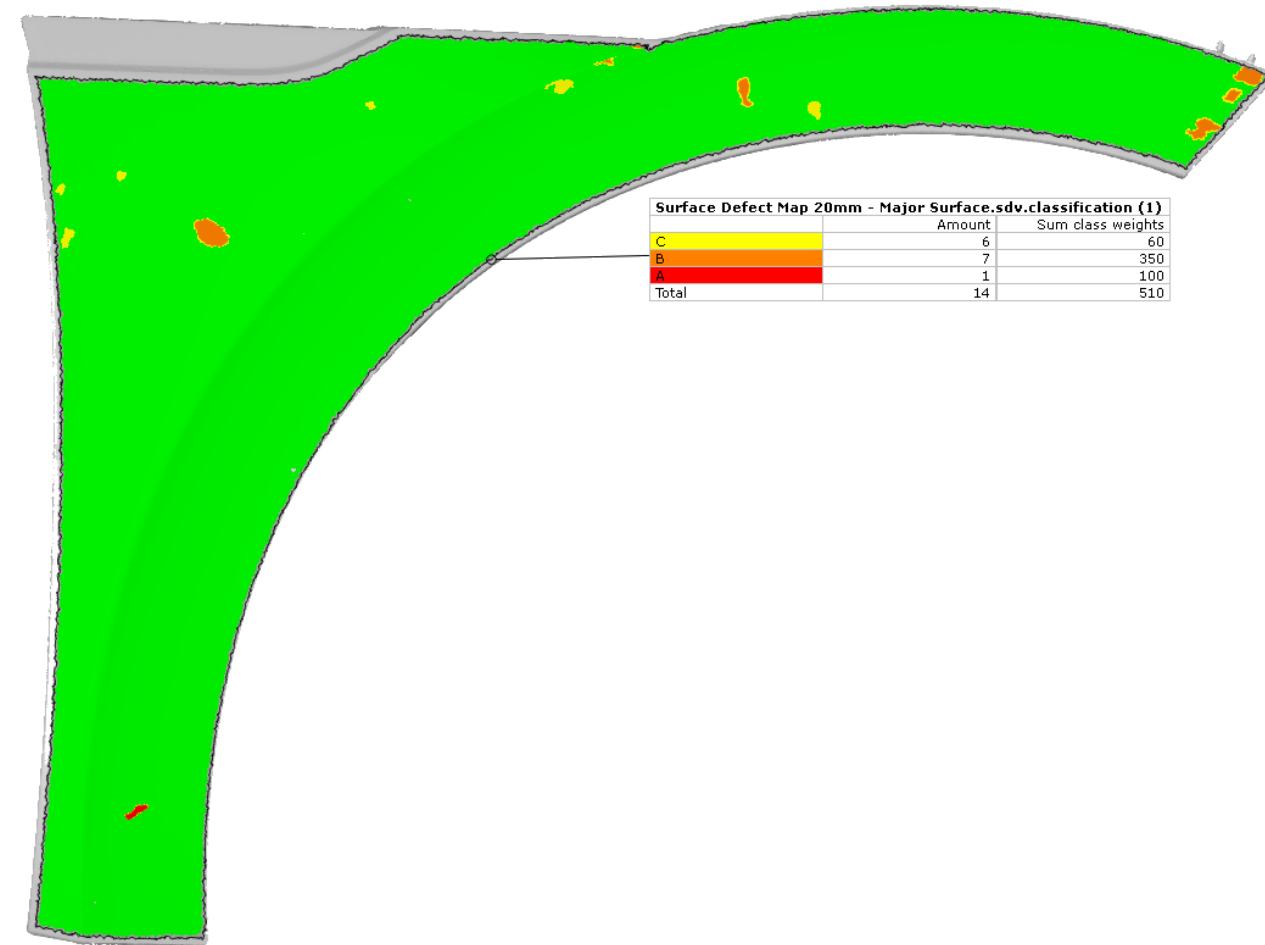 Surface Defect Map 20mm - Major Surface.sdv.classification (1)
Amount Sum class weights
C 6 60
B 7 350
A 1 100
Total 14 510